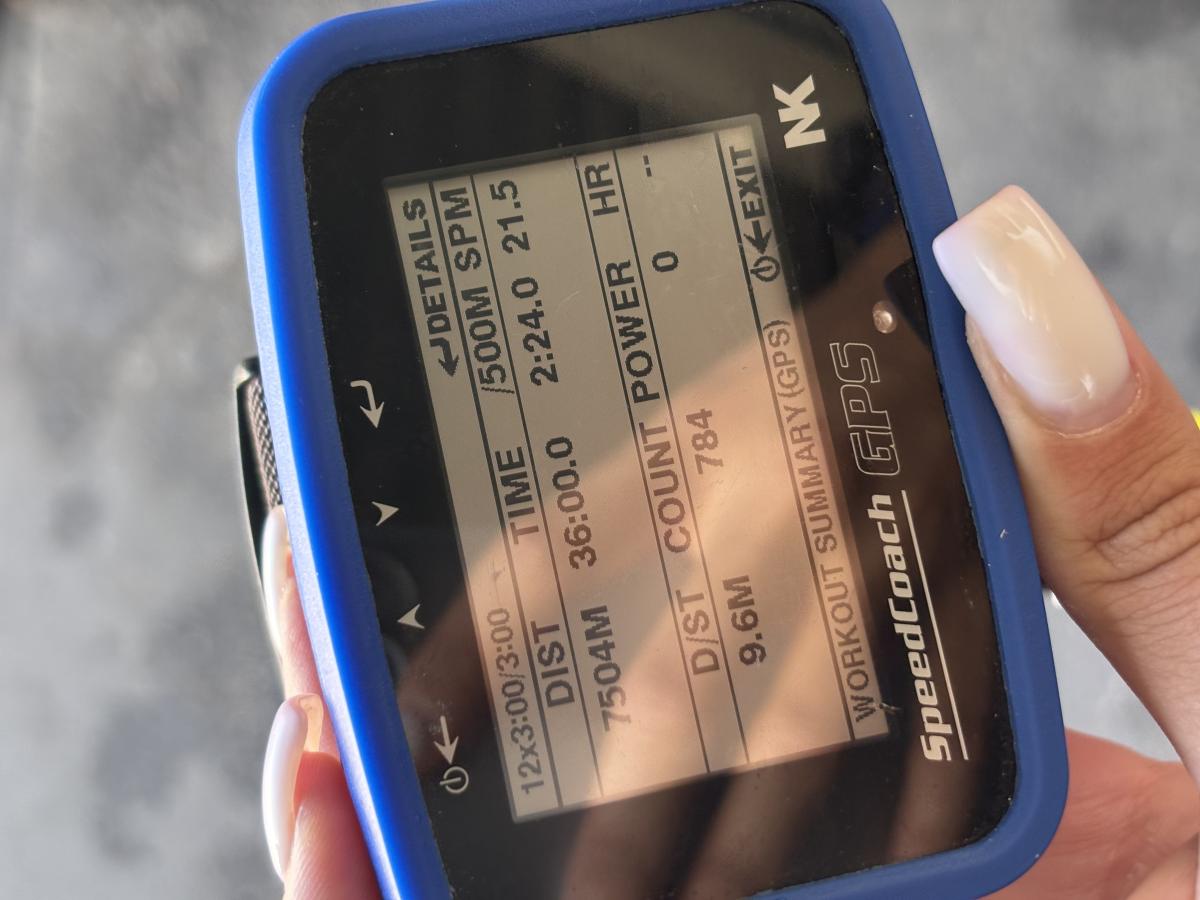 NK
↲DETAILS
12x3:00/3:00
DIST TIME /500M SPM
7504M 36:00.0 2:24.0 21.5
D/ST COUNT POWER HR
9.6M 784 0 --
WORKOUT SUMMARY(GPS) ←EXIT
SpeedCoach GPS